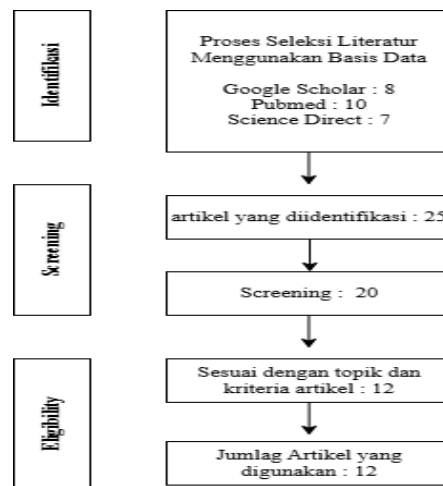 Identifikasi
Proses Seleksi Literatur
Menggunakan Basis Data
Google Scholar : 8
Pubmed : 10
Science Direct : 7
Screening
artikel yang diidentifikasi : 25
Screening : 20
Eligibility
Sesuai dengan topik dan
kriteria artikel : 12
Jumlag Artikel yang
digunakan : 12